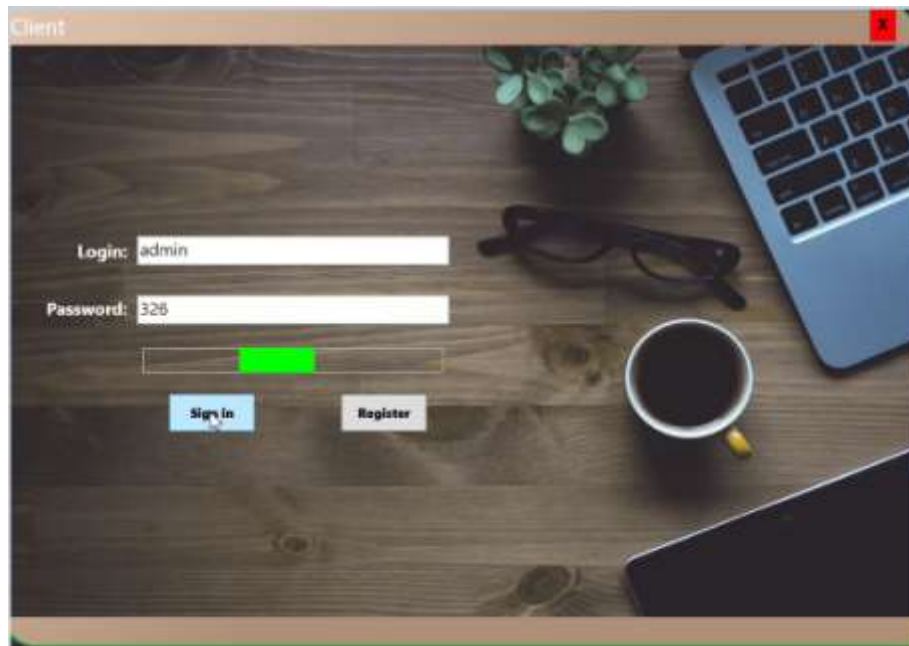 Client
X
Login: admin
Password: 326
Sign in
Register